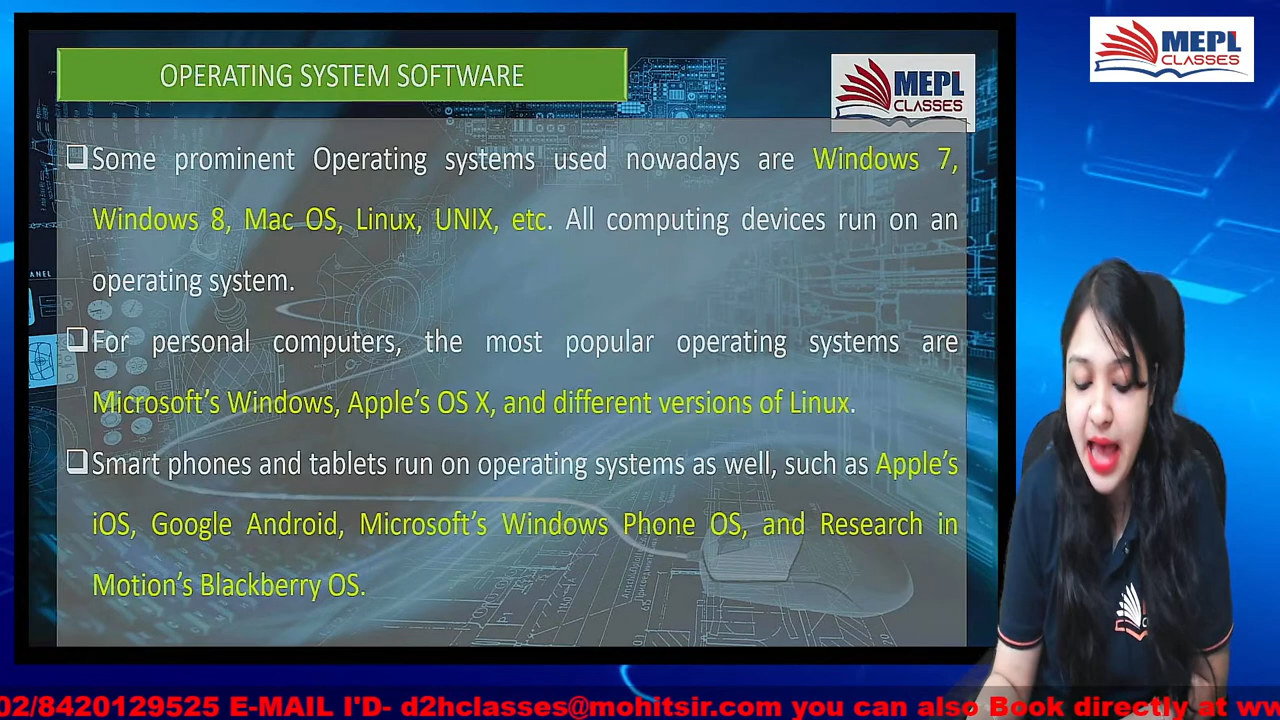 OPERATING SYSTEM SOFTWARE
MEPL
CLASSES
MEPL
CLASSES
Some prominent Operating systems used nowadays are Windows 7,
Windows 8, Mac OS, Linux, UNIX, etc. All computing devices run on an
operating system.
For personal computers, the most popular operating systems are
Microsoft's Windows, Apple's OS X, and different versions of Linux.
Smart phones and tablets run on operating systems as well, such as Apple's
iOS, Google Android, Microsoft's Windows Phone OS, and Research in
Motion's Blackberry OS.
02/8420129525 E-MAIL I'D- d2hclasses@mohitsir.com you can also Book directly at ww